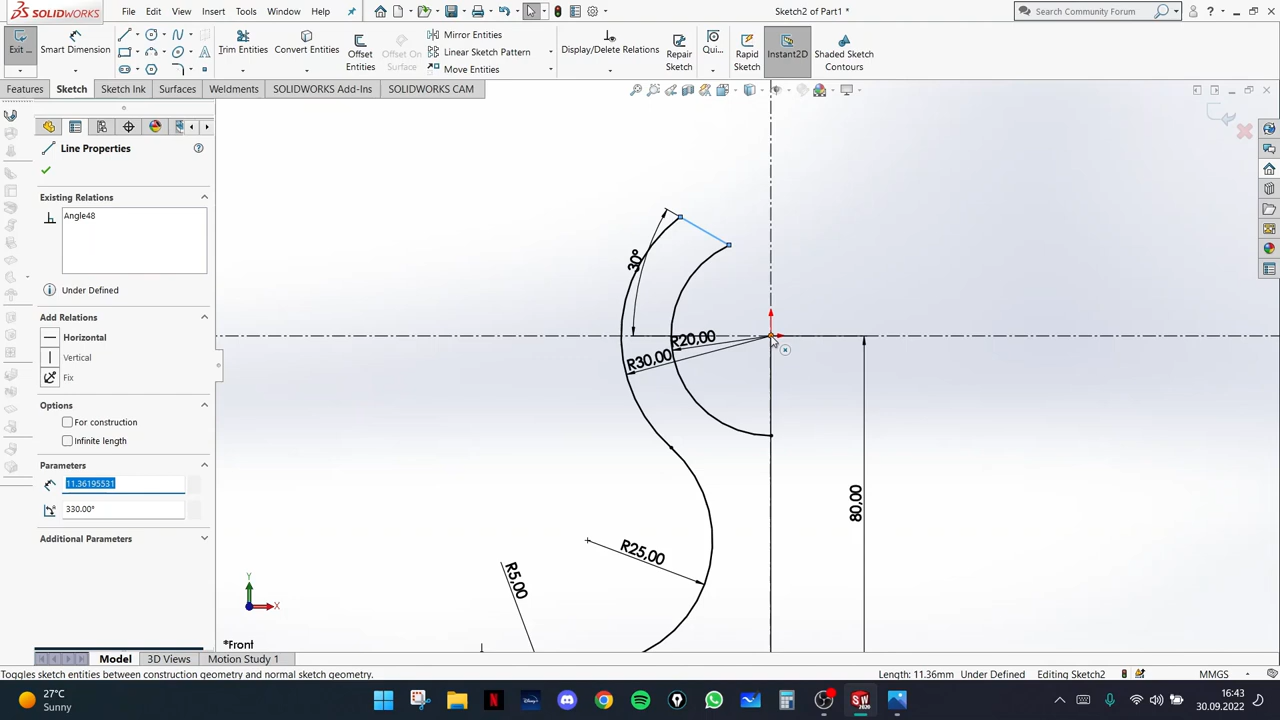 SOLIDWORKS File Edit View Insert Tools Window Help Sketch2 of Part1 * Search Community Forum
Exit ... Smart Dimension Trim Entities Convert Entities Offset Entities Offset On Surface Mirror Entities Linear Sketch Pattern Move Entities Display/Delete Relations Repair Sketch Qui... Rapid Sketch Instant2D Shaded Sketch Contours
Features Sketch Sketch Ink Surfaces Weldments SOLIDWORKS Add-Ins SOLIDWORKS CAM
Line Properties
Existing Relations
Angle48
Under Defined
Add Relations
Horizontal
Vertical
Fix
Options
For construction
Infinite length
Parameters
11.36195531
330.00°
Additional Parameters
30°
R20,00
R30,00
80,00
R25,00
R5,00
Y
X
*Front
Model 3D Views Motion Study 1
Toggles sketch entities between construction geometry and normal sketch geometry. Length: 11.36mm Under Defined Editing Sketch2 MMGS
27°C
Sunny
16:43
30.09.2022